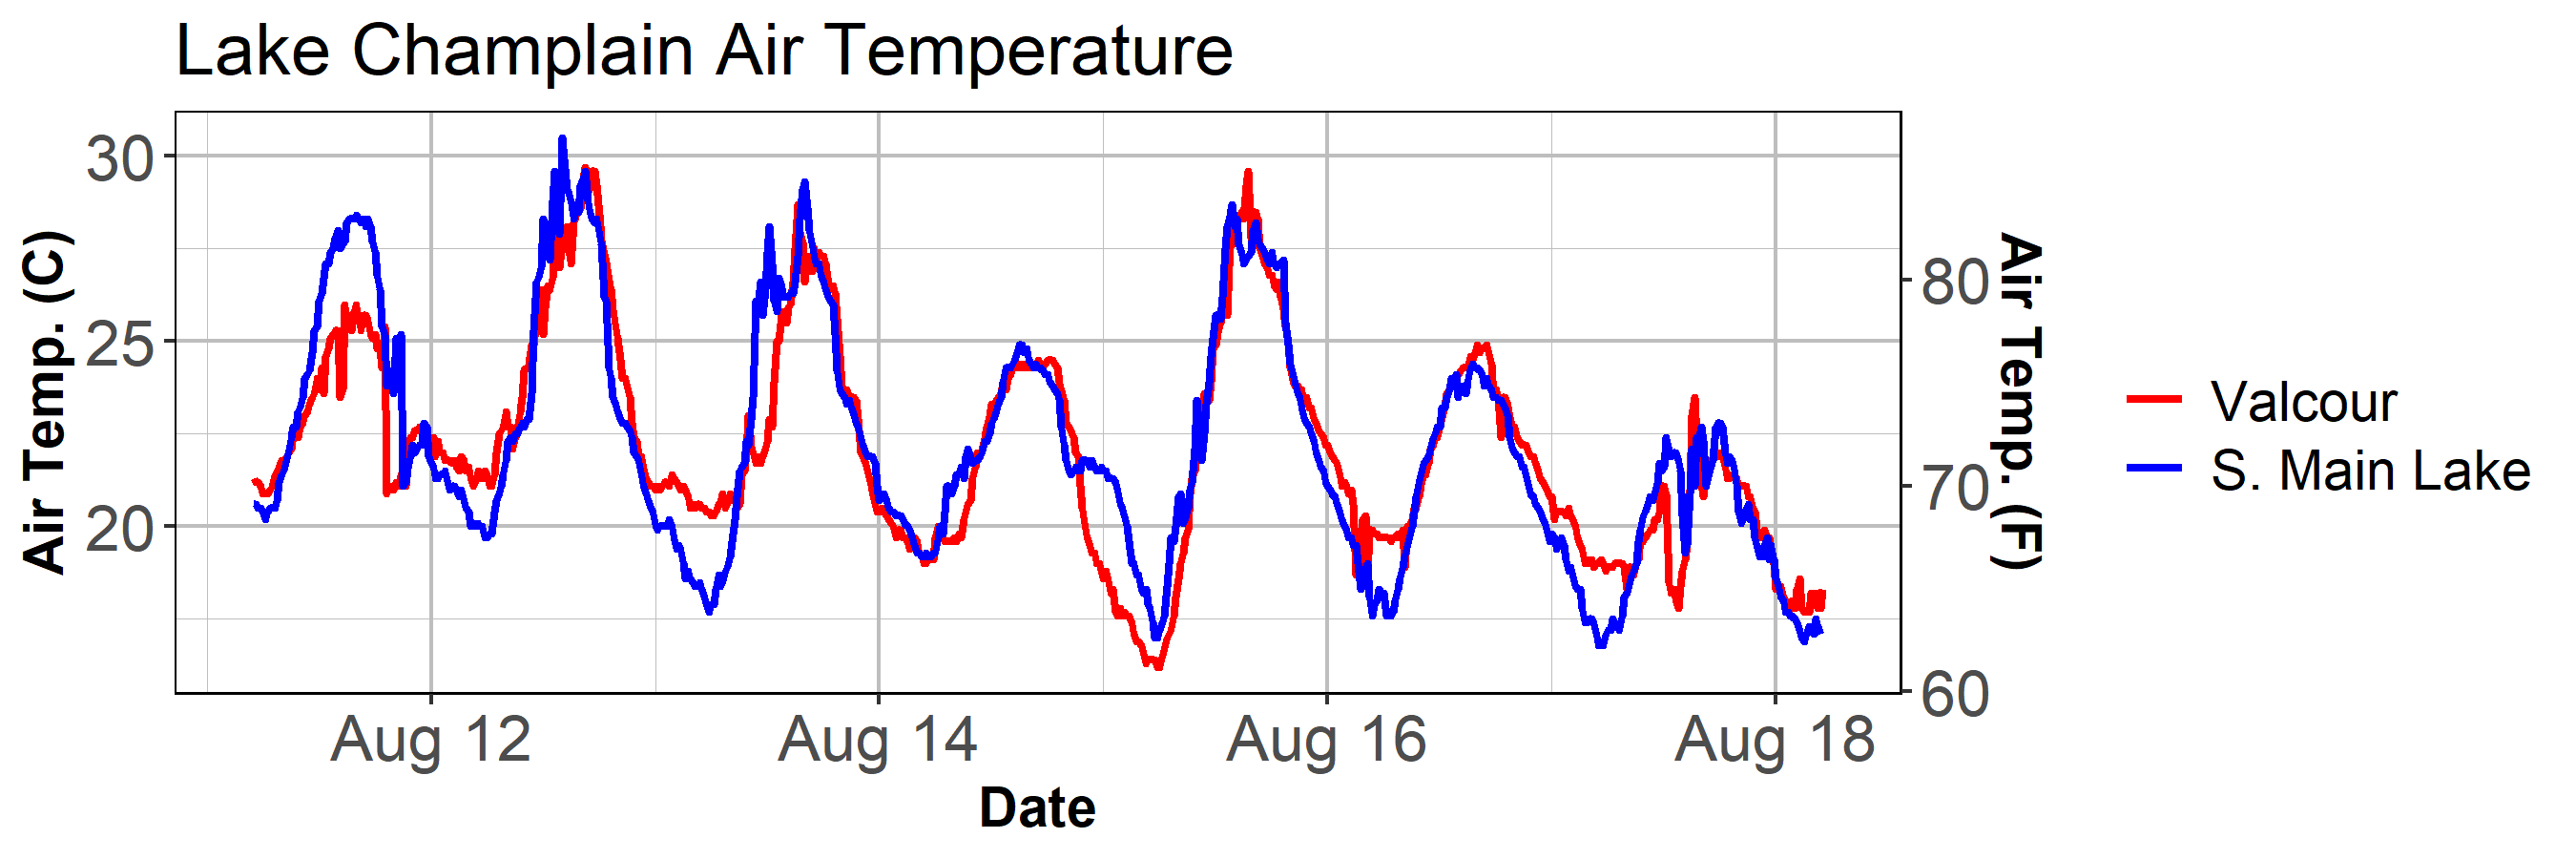 Lake Champlain Air Temperature
Air Temp. (C)
30
25
20
Air Temp. (F)
80
70
60
Aug 12
Aug 14
Aug 16
Aug 18
Date
Valcour
S. Main Lake